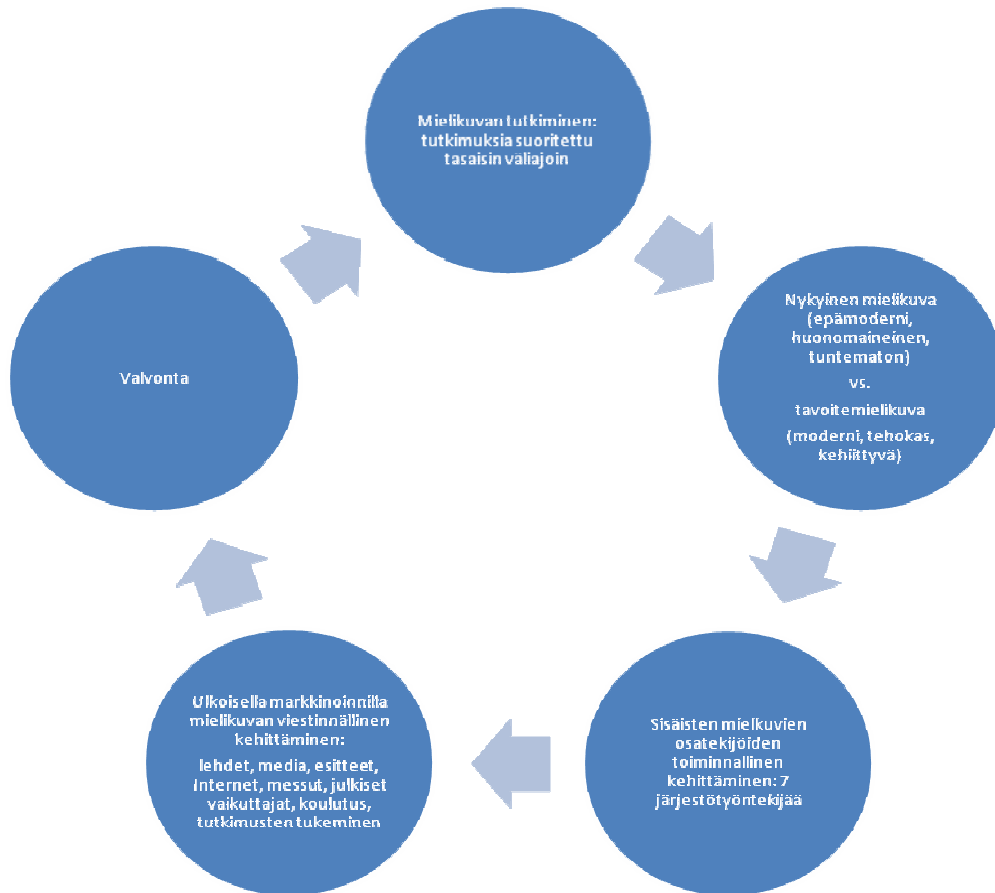 Mielikuvan tutkiminen:
tutkimuksia suoritettu
tasaisin väliajoin
Nykyinen mielikuva
(epämoderni,
huonomaineinen,
tuntematon)
vs.
tavoitemielikuva
(moderni, tehokas,
kehiittyvä)
Sisäisten mielkuvien
osatekijöiden
toiminnallinen
kehittäminen: 7
järjestötyöntekijää
Ulkoisella markkinoinnilla
mielikuvan viestinnällinen
kehittäminen:
lehdet, media, esitteet,
Internet, messut, julkiset
vaikuttajat, koulutus,
tutkimusten tukeminen
Valvonta